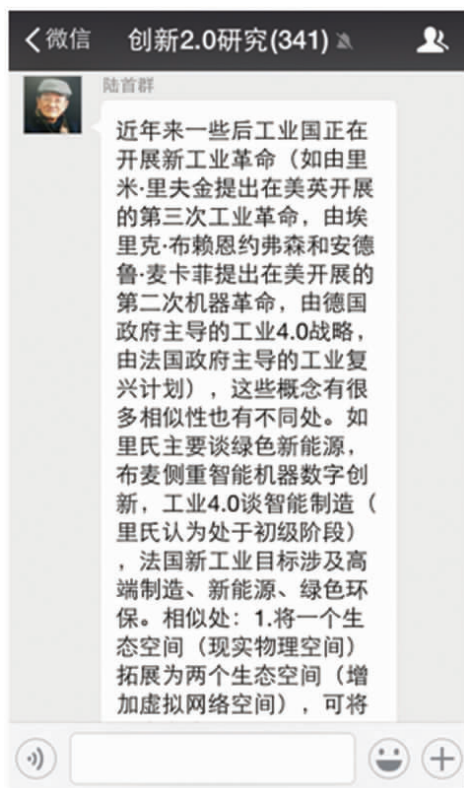 微信
创新2.0研究(341)
陆首群
近年来一些后工业国正在
开展新工业革命（如由里
米·里夫金提出在美英开展
的第三次工业革命，由埃
里克·布赖恩约弗森和安德
鲁·麦卡菲提出在美开展的
第二次机器革命，由德国
政府主导的工业4.0战略，
由法国政府主导的工业复
兴计划），这些概念有很
多相似性也有不同处。如
里氏主要谈绿色新能源，
布麦侧重智能机器数字创
新，工业4.0谈智能制造（
里氏认为处于初级阶段）
，法国新工业目标涉及高
端制造、新能源、绿色环
保。相似处：1.将一个生
态空间（现实物理空间）
拓展为两个生态空间（增
加虚拟网络空间），可将